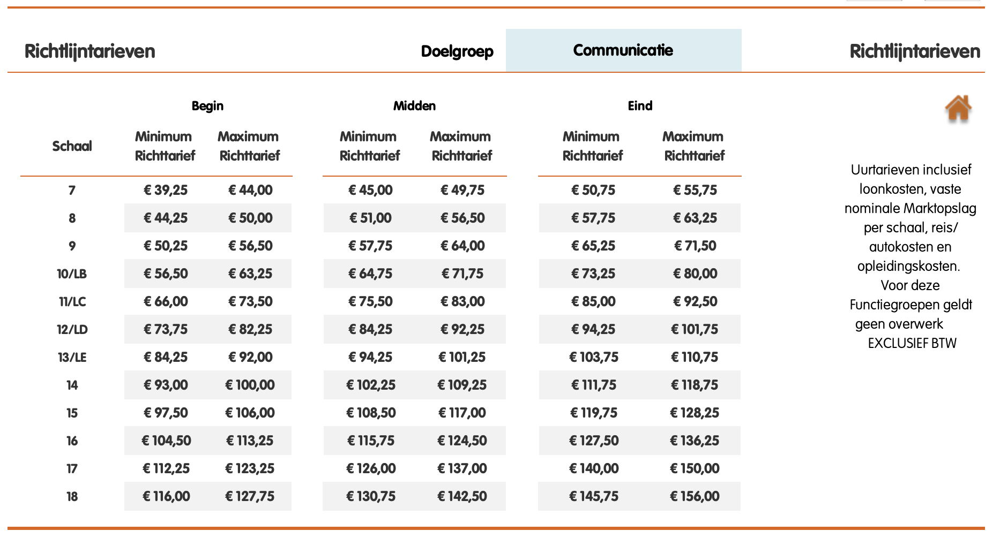 Richtlijntarieven Doelgroep Communicatie Richtlijntarieven
Begin Midden Eind
Schaal Minimum Richttarief Maximum Richttarief Minimum Richttarief Maximum Richttarief Minimum Richttarief Maximum Richttarief
7 € 39,25 € 44,00 € 45,00 € 49,75 € 50,75 € 55,75
8 € 44,25 € 50,00 € 51,00 € 56,50 € 57,75 € 63,25
9 € 50,25 € 56,50 € 57,75 € 64,00 € 65,25 € 71,50
10/LB € 56,50 € 63,25 € 64,75 € 71,75 € 73,25 € 80,00
11/LC € 66,00 € 73,50 € 75,50 € 83,00 € 85,00 € 92,50
12/LD € 73,75 € 82,25 € 84,25 € 92,25 € 94,25 € 101,75
13/LE € 84,25 € 92,00 € 94,25 € 101,25 € 103,75 € 110,75
14 € 93,00 € 100,00 € 102,25 € 109,25 € 111,75 € 118,75
15 € 97,50 € 106,00 € 108,50 € 117,00 € 119,75 € 128,25
16 € 104,50 € 113,25 € 115,75 € 124,50 € 127,50 € 136,25
17 € 112,25 € 123,25 € 126,00 € 137,00 € 140,00 € 150,00
18 € 116,00 € 127,75 € 130,75 € 142,50 € 145,75 € 156,00
Uurtarieven inclusief
loonkosten, vaste
nominale Marktopslag
per schaal, reis/
autokosten en
opleidingskosten.
Voor deze
Functiegroepen geldt
geen overwerk
EXCLUSIEF BTW